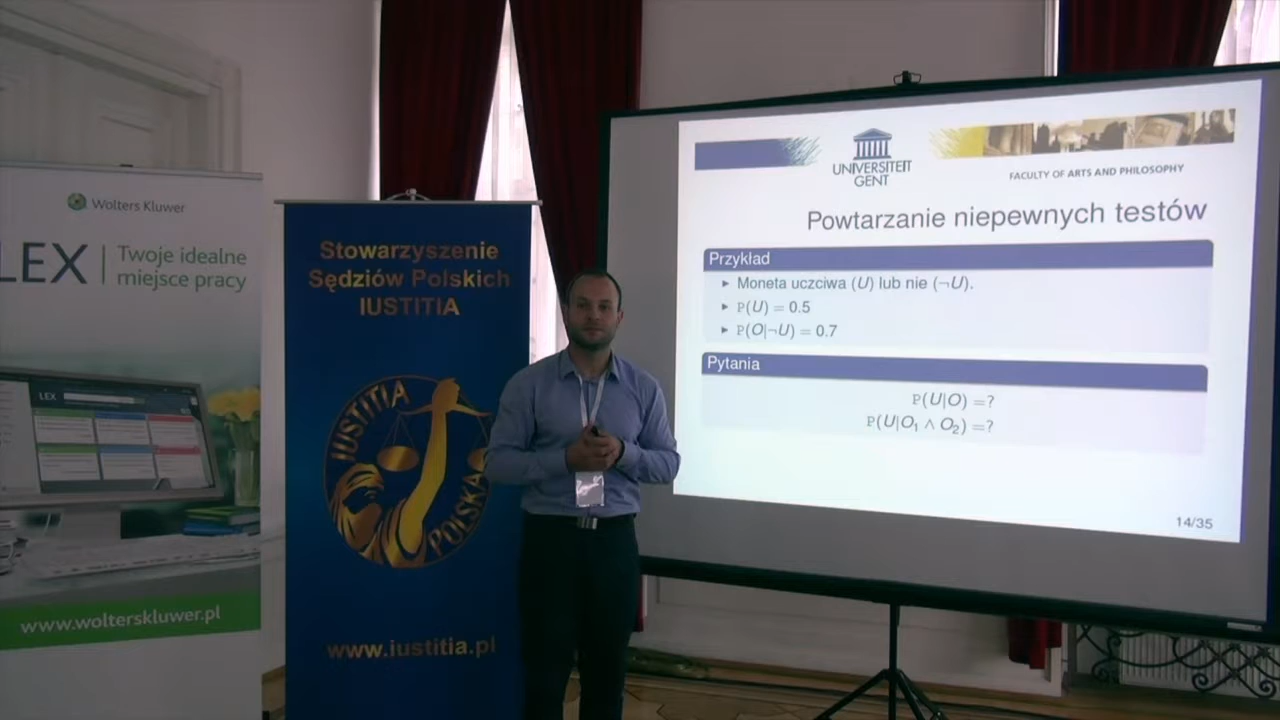 Wolters Kluwer
LEX
Twoje idealne
miejsce pracy
LEX
www.wolterskluwer.pl
Stowarzyszenie
Sędziów Polskich
IUSTITIA
IUSTITIA
POLSKA
www.iustitia.pl
UNIVERSITEIT
GENT
FACULTY OF ARTS AND PHILOSOPHY
Powtarzanie niepewnych testów
Przykład
▸ Moneta uczciwa (U) lub nie (¬U).
▸ P(U) = 0.5
▸ P(O|¬U) = 0.7
Pytania
P(U|O) =?
P(U|O₁ ∧ O₂) =?
14/35